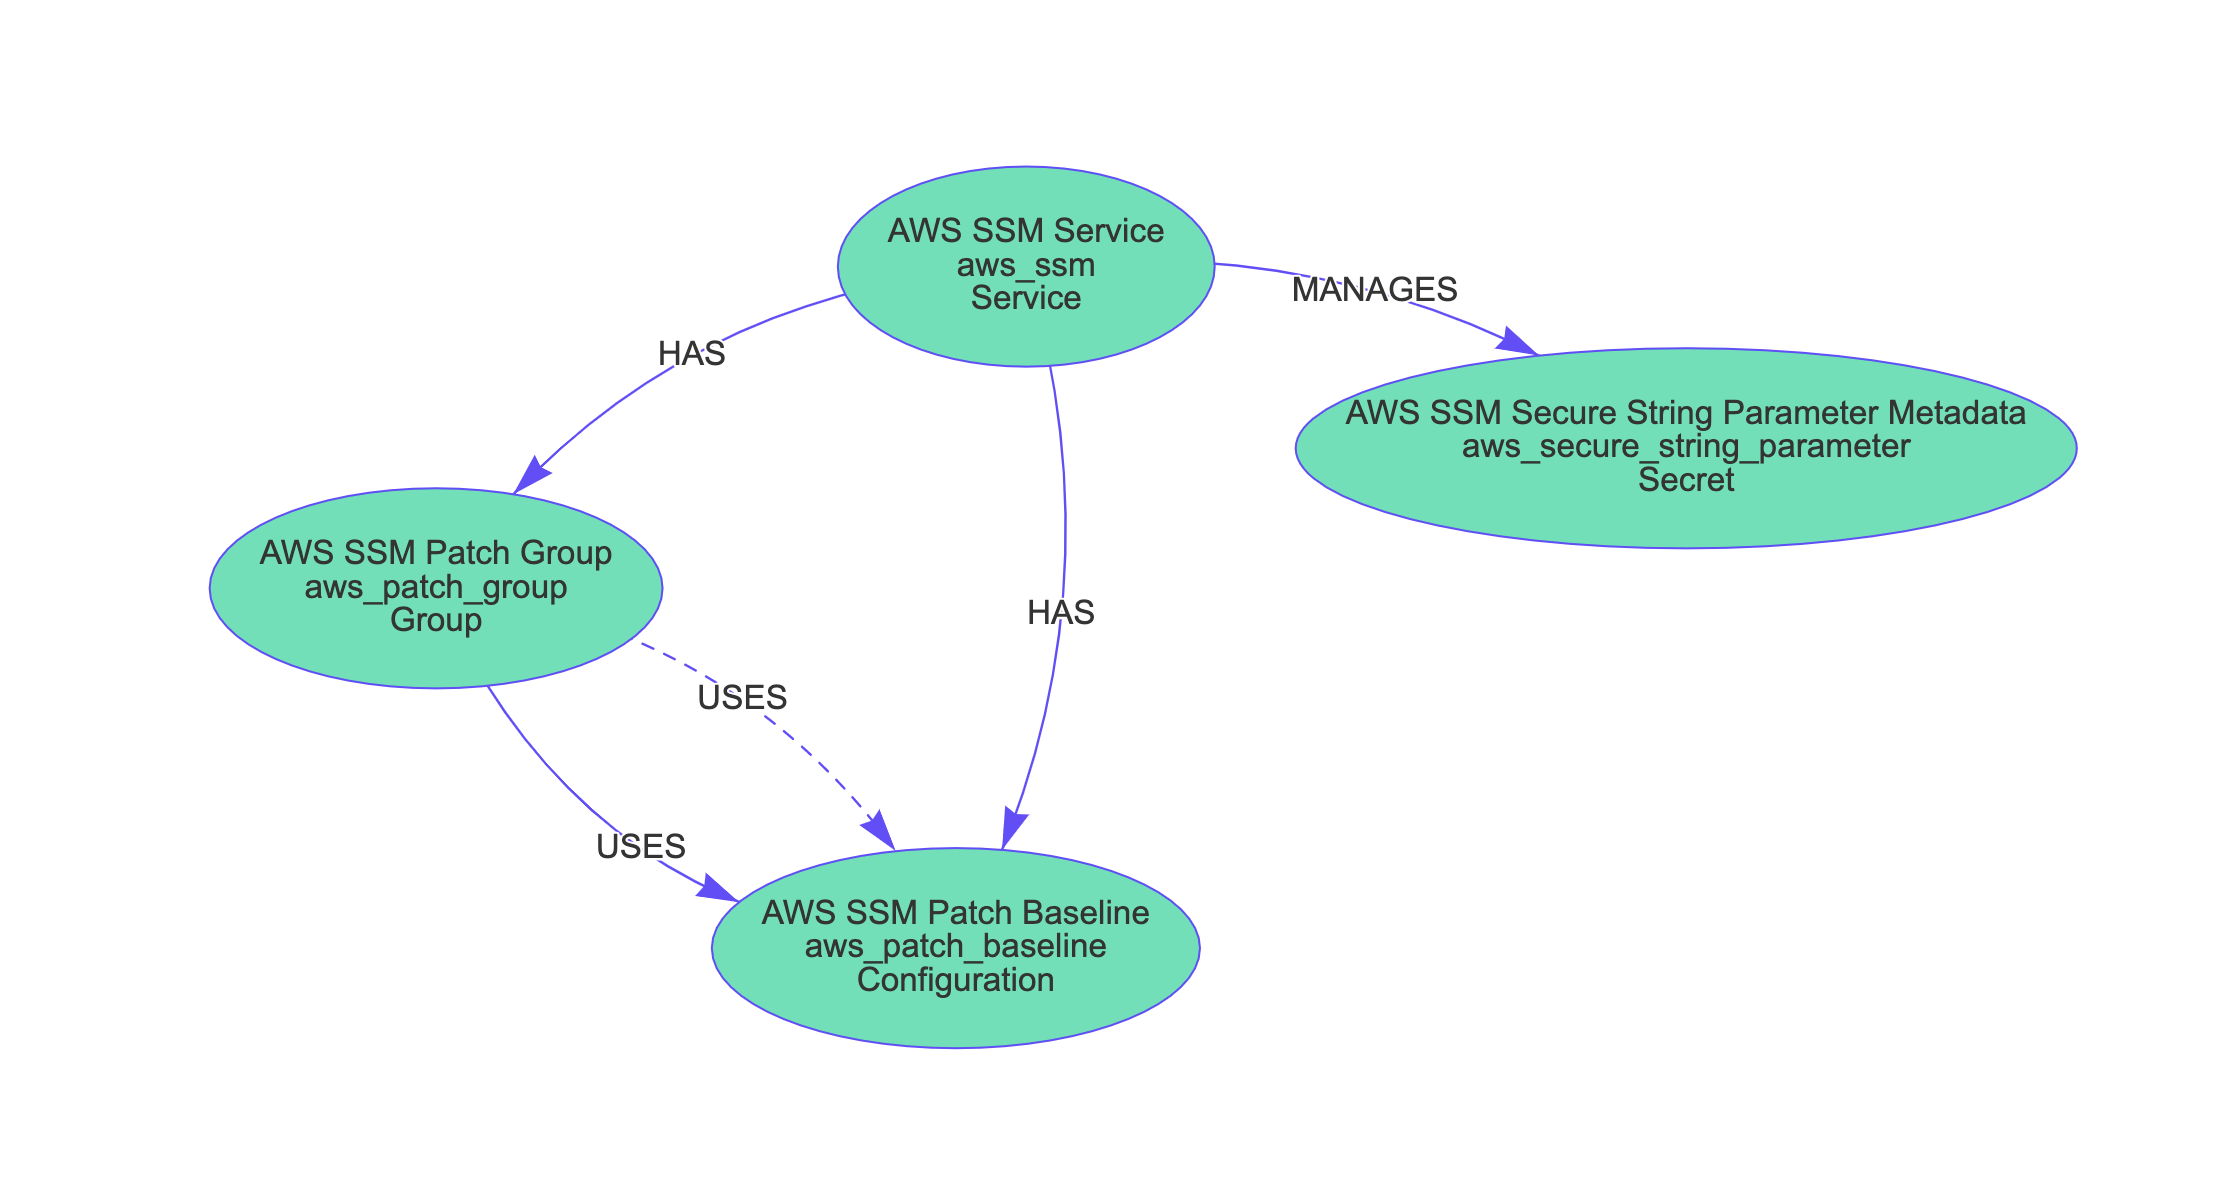 AWS SSM Service
aws_ssm
Service
MANAGES
HAS
AWS SSM Secure String Parameter Metadata
aws_secure_string_parameter
Secret
AWS SSM Patch Group
aws_patch_group
Group
HAS
USES
USES
AWS SSM Patch Baseline
aws_patch_baseline
Configuration